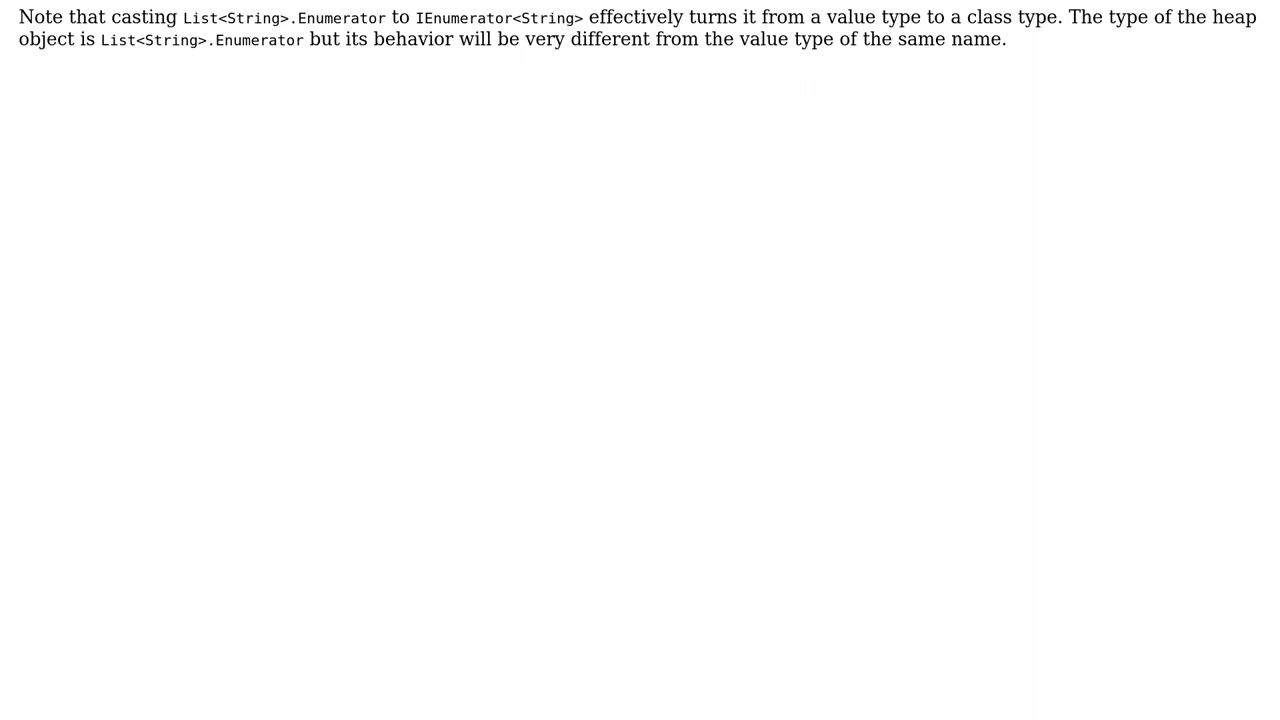 Note that casting List<String>.Enumerator to IEnumerator<String> effectively turns it from a value type to a class type. The type of the heap
object is List<String>.Enumerator but its behavior will be very different from the value type of the same name.